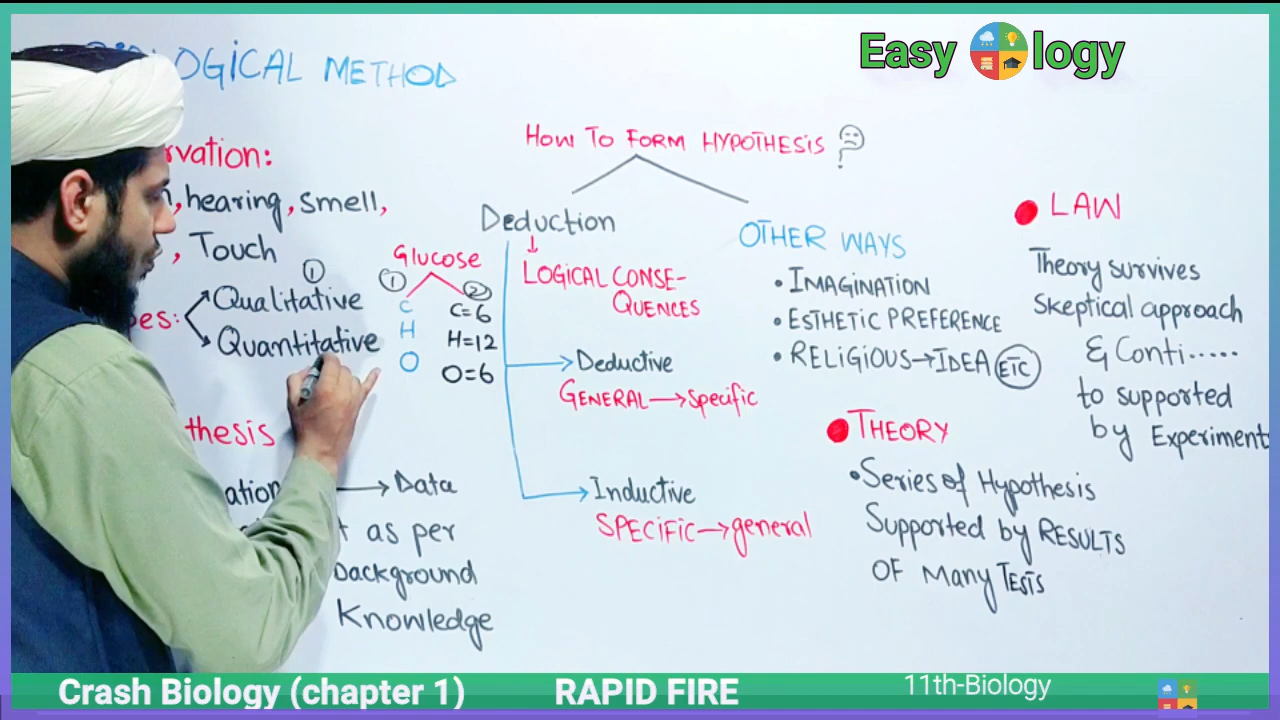 Easy ology
OGICAL METHOD
rvation:
, hearing, smell,
, Touch
①
Qualitative
Quantitative
es:
Glucose
① ②
C C=6
H H=12
O O=6
thesis
ation → Data
as per
background
Knowledge
HOW TO FORM HYPOTHESIS ?
Deduction
LOGICAL CONSE-
QUENCES
Deductive
GENERAL → Specific
Inductive
SPECIFIC → general
OTHER WAYS
• IMAGINATION
• ESTHETIC PREFERENCE
• RELIGIOUS → IDEA ETC
THEORY
• Series of Hypothesis
Supported by RESULTS
OF Many TESTS
LAW
Theory survives
Skeptical approach
& Conti.....
to supported
by Experiment
Crash Biology (chapter 1) RAPID FIRE 11th-Biology